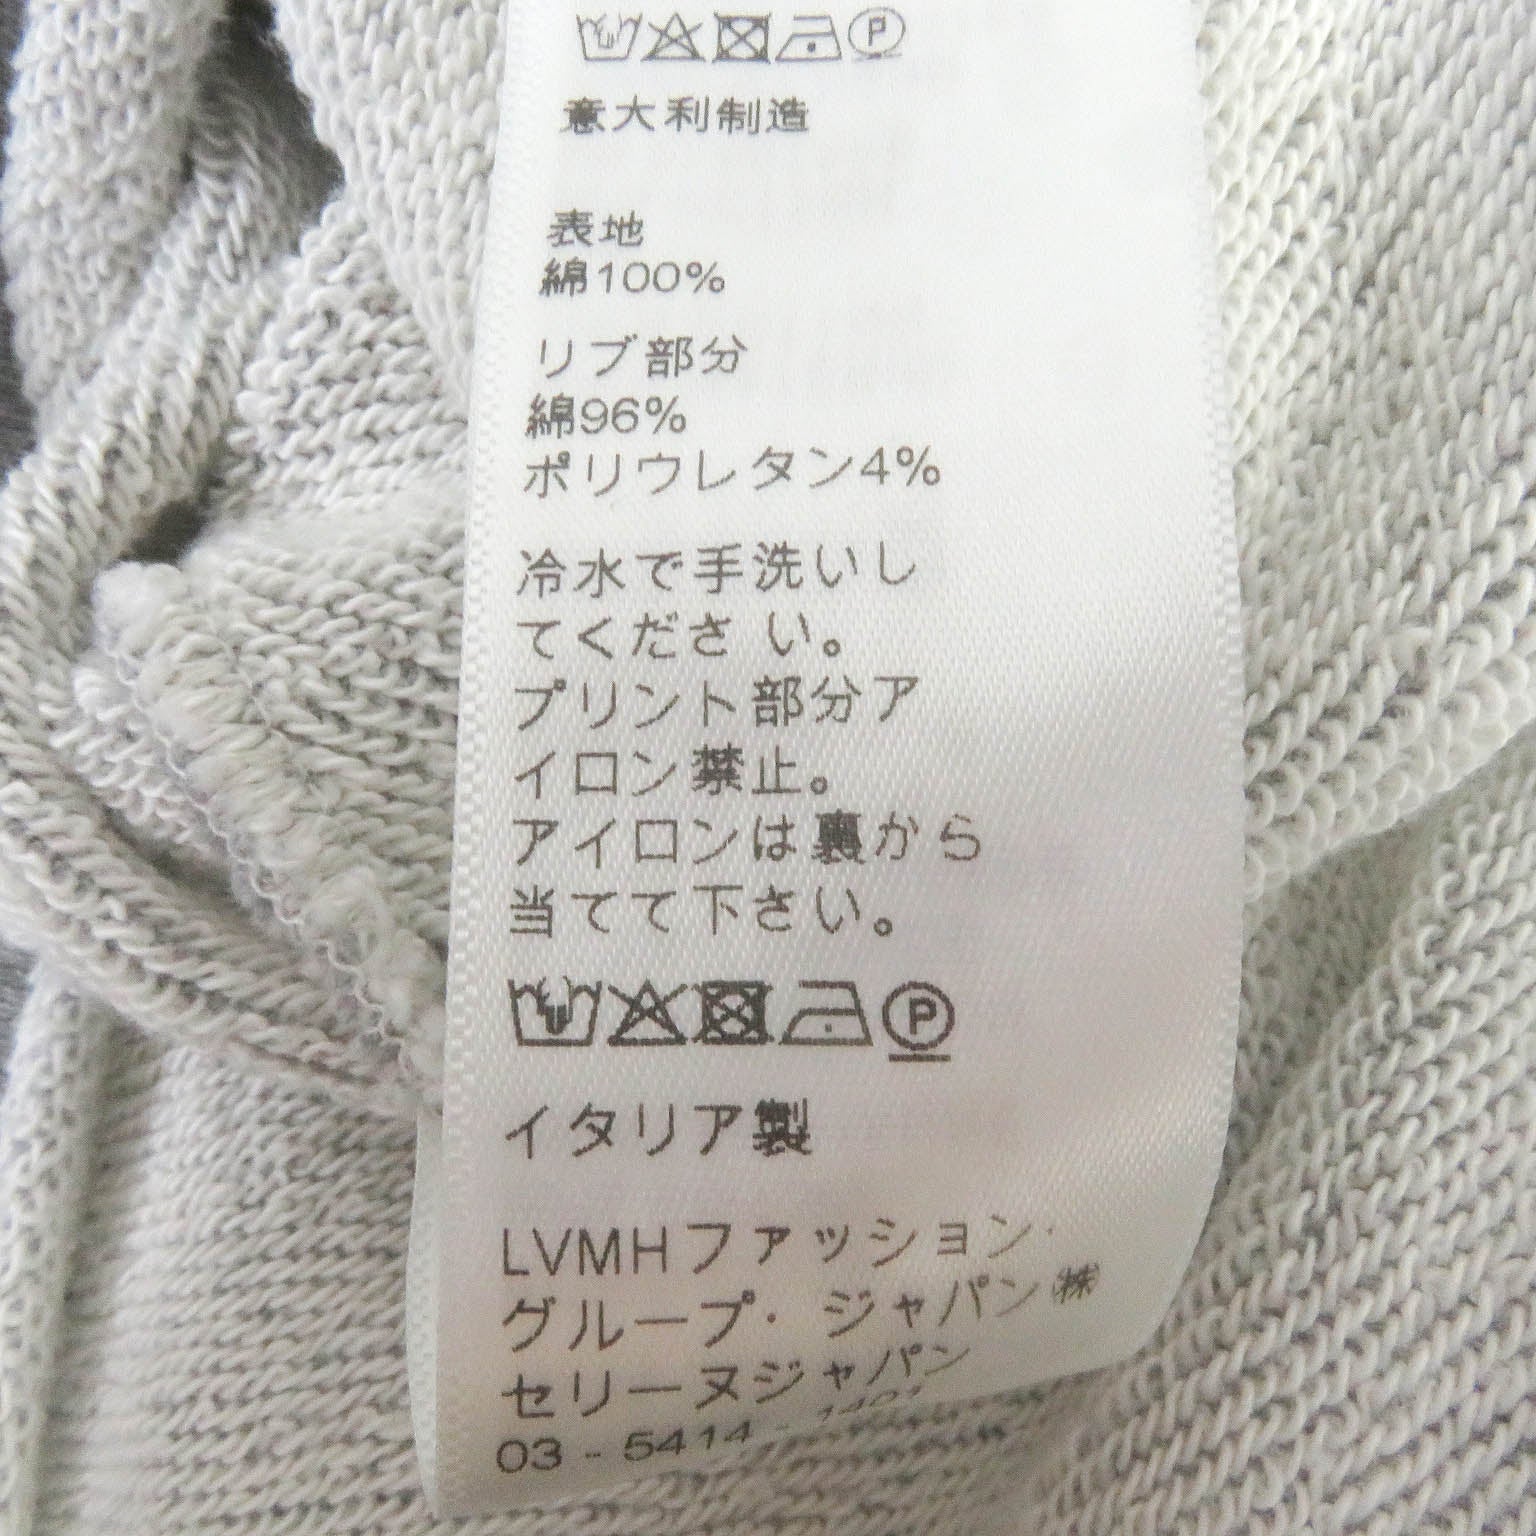 意大利制造
表地
綿100%
リブ部分
綿96%
ポリウレタン4%
冷水で手洗いし
てくださ い。
プリント部分ア
イロン禁止。
アイロンは裏から
当てて下さい。
イタリア製
LVMHファッション・
グループ・ジャパン㈱
セリーヌジャパン
03 - 5414 -